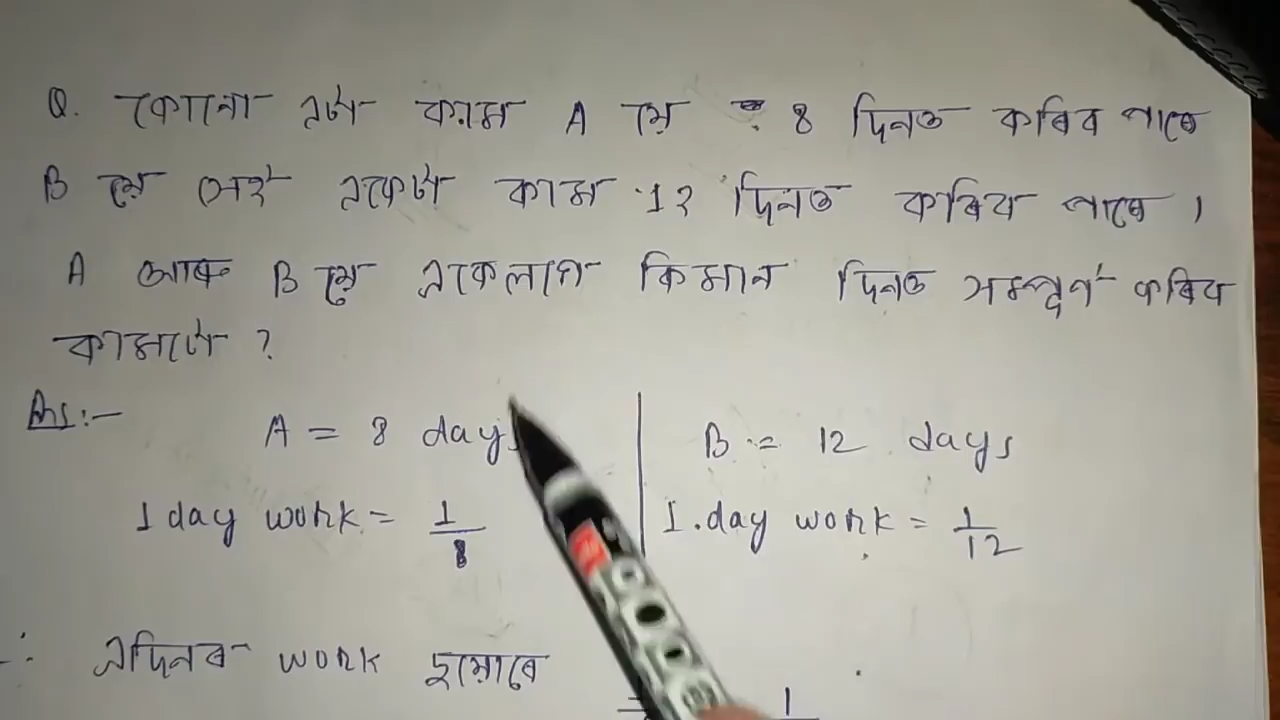 Q. কোনো এটা কাম A য়ে 8 দিনত কৰিব পাৰে
B য়ে সেই একেটা কাম 12 দিনত কৰিব পাৰে ।
A আৰু B য়ে একেলগে কিমান দিনত সম্পূৰ্ণ কৰিব
কামটো ?
Ans:-
A = 8 days B = 12 days
1 day work = 1/8 1 day work = 1/12
∴ এদিনৰ work দুয়োৰে
= 1